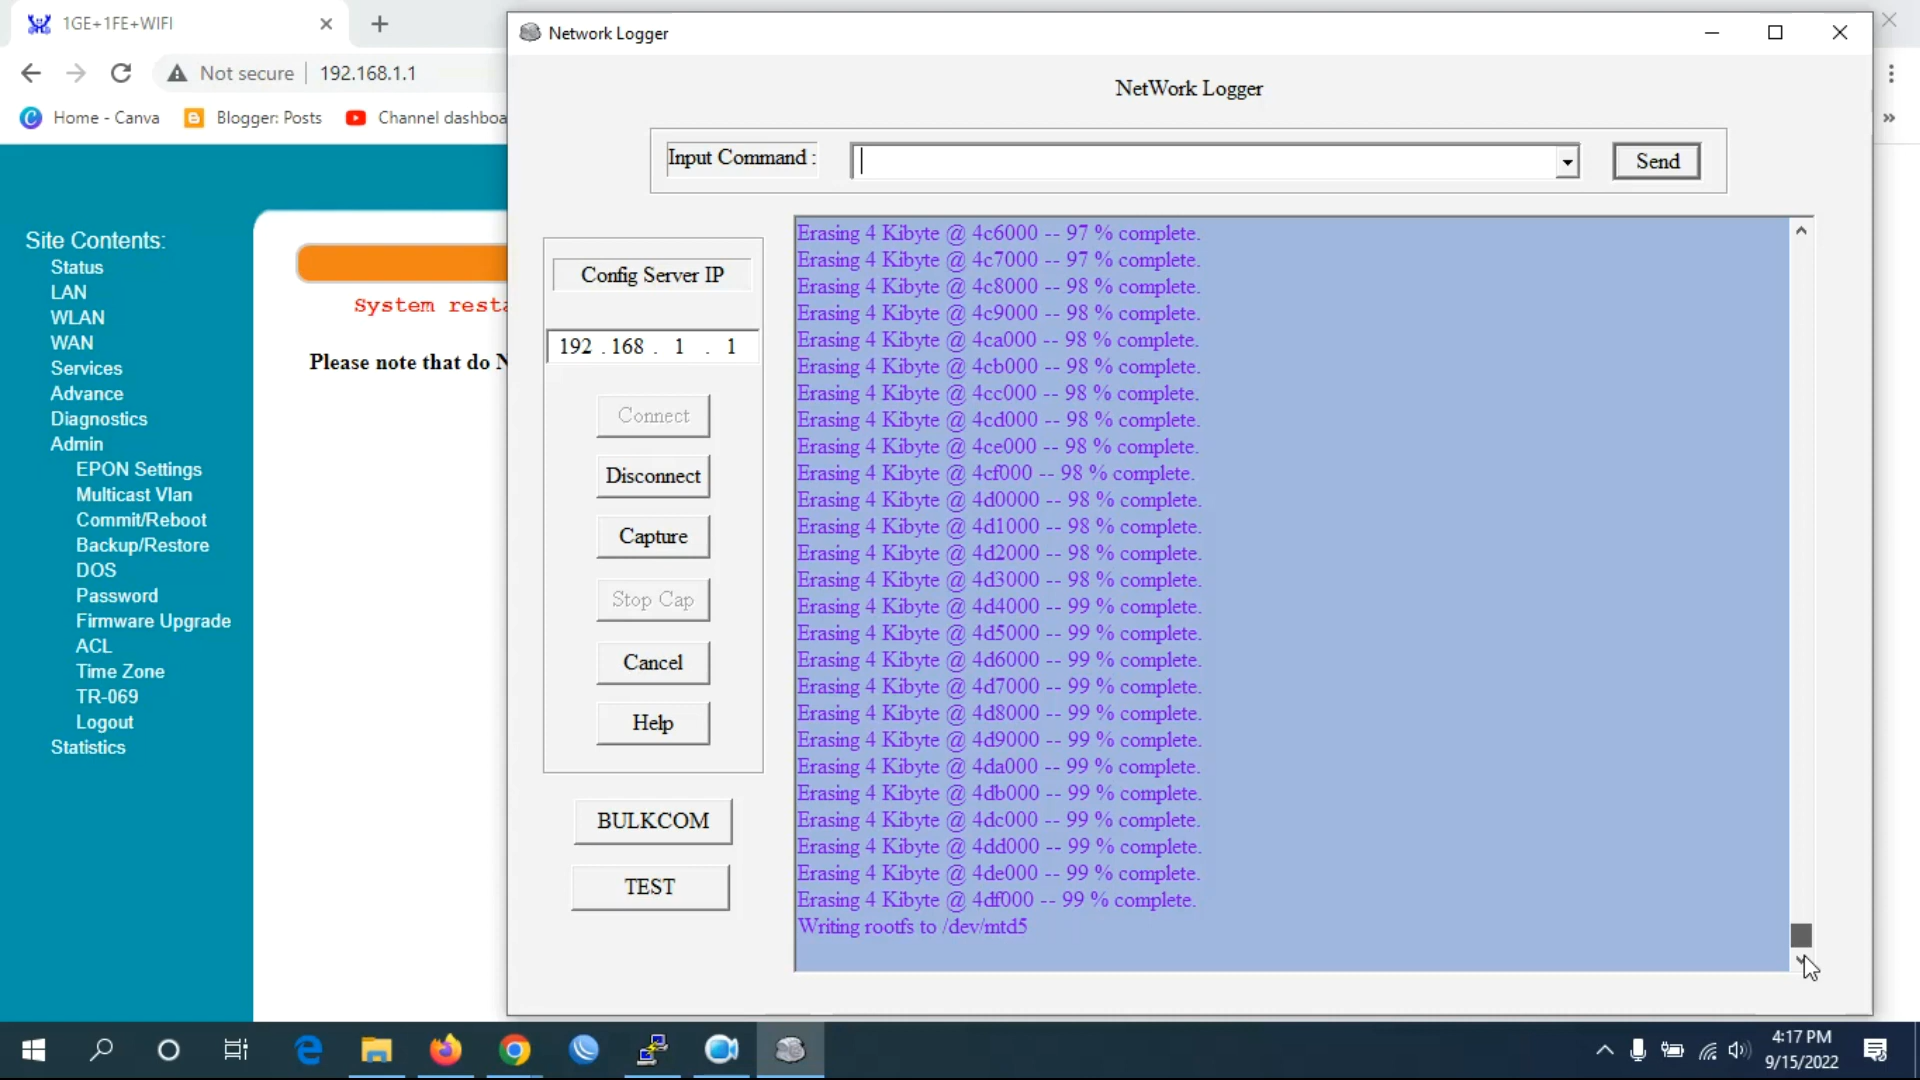 1GE+1FE+WIFI
Not secure
192.168.1.1
Home - Canva
Blogger: Posts
Channel dashboa
Site Contents:
Status
LAN
WLAN
WAN
Services
Advance
Diagnostics
Admin
EPON Settings
Multicast Vlan
Commit/Reboot
Backup/Restore
DOS
Password
Firmware Upgrade
ACL
Time Zone
TR-069
Logout
Statistics
System resta
Please note that do N
Network Logger
NetWork Logger
Input Command :
Send
Config Server IP
192 . 168 . 1 . 1
Connect
Disconnect
Capture
Stop Cap
Cancel
Help
BULKCOM
TEST
Erasing 4 Kibyte @ 4c6000 -- 97 % complete.
Erasing 4 Kibyte @ 4c7000 -- 97 % complete.
Erasing 4 Kibyte @ 4c8000 -- 98 % complete.
Erasing 4 Kibyte @ 4c9000 -- 98 % complete.
Erasing 4 Kibyte @ 4ca000 -- 98 % complete.
Erasing 4 Kibyte @ 4cb000 -- 98 % complete.
Erasing 4 Kibyte @ 4cc000 -- 98 % complete.
Erasing 4 Kibyte @ 4cd000 -- 98 % complete.
Erasing 4 Kibyte @ 4ce000 -- 98 % complete.
Erasing 4 Kibyte @ 4cf000 -- 98 % complete.
Erasing 4 Kibyte @ 4d0000 -- 98 % complete.
Erasing 4 Kibyte @ 4d1000 -- 98 % complete.
Erasing 4 Kibyte @ 4d2000 -- 98 % complete.
Erasing 4 Kibyte @ 4d3000 -- 98 % complete.
Erasing 4 Kibyte @ 4d4000 -- 99 % complete.
Erasing 4 Kibyte @ 4d5000 -- 99 % complete.
Erasing 4 Kibyte @ 4d6000 -- 99 % complete.
Erasing 4 Kibyte @ 4d7000 -- 99 % complete.
Erasing 4 Kibyte @ 4d8000 -- 99 % complete.
Erasing 4 Kibyte @ 4d9000 -- 99 % complete.
Erasing 4 Kibyte @ 4da000 -- 99 % complete.
Erasing 4 Kibyte @ 4db000 -- 99 % complete.
Erasing 4 Kibyte @ 4dc000 -- 99 % complete.
Erasing 4 Kibyte @ 4dd000 -- 99 % complete.
Erasing 4 Kibyte @ 4de000 -- 99 % complete.
Erasing 4 Kibyte @ 4df000 -- 99 % complete.
Writing rootfs to /dev/mtd5
4:17 PM
9/15/2022